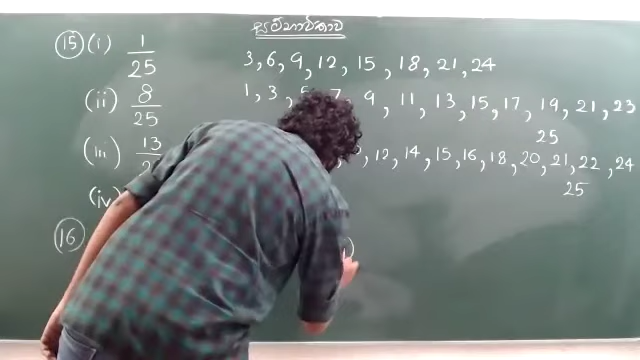 සම්භාවිතාව
(15) (i) 1/25 3, 6, 9, 12, 15, 18, 21, 24
(ii) 8/25 1, 3, 7, 9, 11, 13, 15, 17, 19, 21, 23
25
(iii) 13 12, 14, 15, 16, 18, 20, 21, 22, 24
25
(iv
(16)